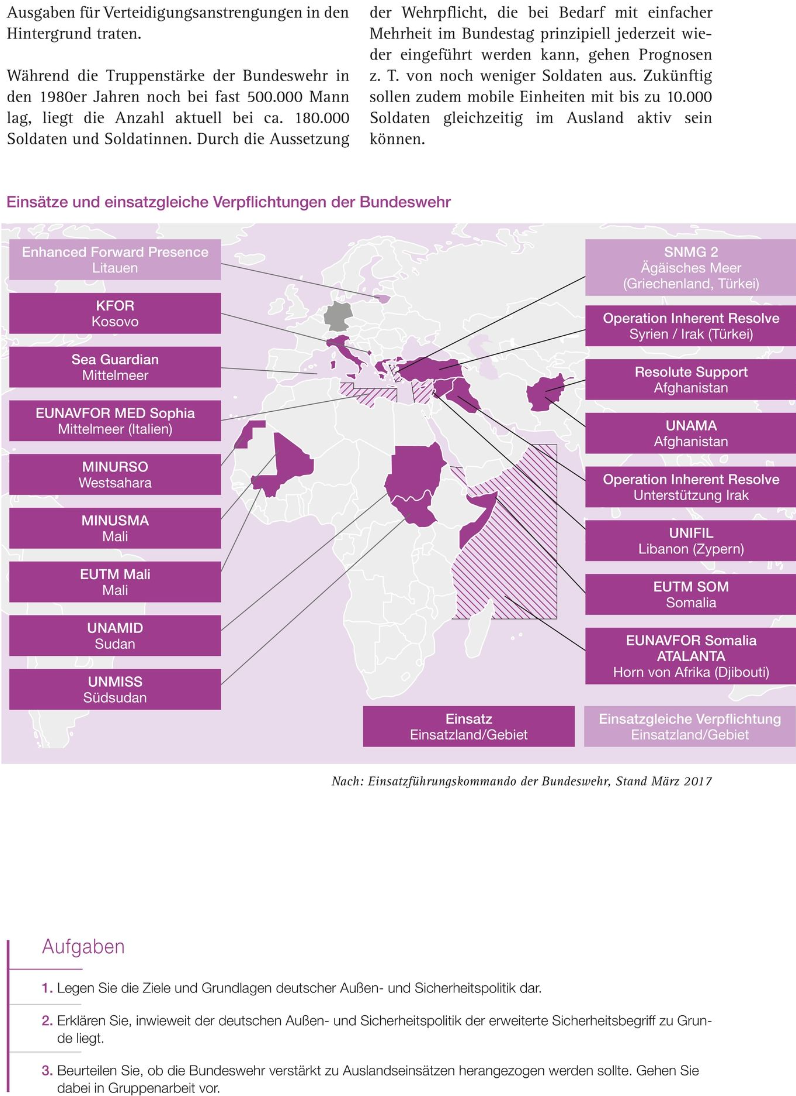 Ausgaben für Verteidigungsanstrengungen in den
Hintergrund traten.
Während die Truppenstärke der Bundeswehr in
den 1980er Jahren noch bei fast 500.000 Mann
lag, liegt die Anzahl aktuell bei ca. 180.000
Soldaten und Soldatinnen. Durch die Aussetzung
der Wehrpflicht, die bei Bedarf mit einfacher
Mehrheit im Bundestag prinzipiell jederzeit wie-
der eingeführt werden kann, gehen Prognosen
z. T. von noch weniger Soldaten aus. Zukünftig
sollen zudem mobile Einheiten mit bis zu 10.000
Soldaten gleichzeitig im Ausland aktiv sein
können.
Einsätze und einsatzgleiche Verpflichtungen der Bundeswehr
Enhanced Forward Presence
Litauen
KFOR
Kosovo
Sea Guardian
Mittelmeer
EUNAVFOR MED Sophia
Mittelmeer (Italien)
MINURSO
Westsahara
MINUSMA
Mali
EUTM Mali
Mali
UNAMID
Sudan
UNMISS
Südsudan
SNMG 2
Ägäisches Meer
(Griechenland, Türkei)
Operation Inherent Resolve
Syrien / Irak (Türkei)
Resolute Support
Afghanistan
UNAMA
Afghanistan
Operation Inherent Resolve
Unterstützung Irak
UNIFIL
Libanon (Zypern)
EUTM SOM
Somalia
EUNAVFOR Somalia
ATALANTA
Horn von Afrika (Djibouti)
Einsatz
Einsatzland/Gebiet
Einsatzgleiche Verpflichtung
Einsatzland/Gebiet
Nach: Einsatzführungskommando der Bundeswehr, Stand März 2017
Aufgaben
1. Legen Sie die Ziele und Grundlagen deutscher Außen- und Sicherheitspolitik dar.
2. Erklären Sie, inwieweit der deutschen Außen- und Sicherheitspolitik der erweiterte Sicherheitsbegriff zu Grun-
de liegt.
3. Beurteilen Sie, ob die Bundeswehr verstärkt zu Auslandseinsätzen herangezogen werden sollte. Gehen Sie
dabei in Gruppenarbeit vor.